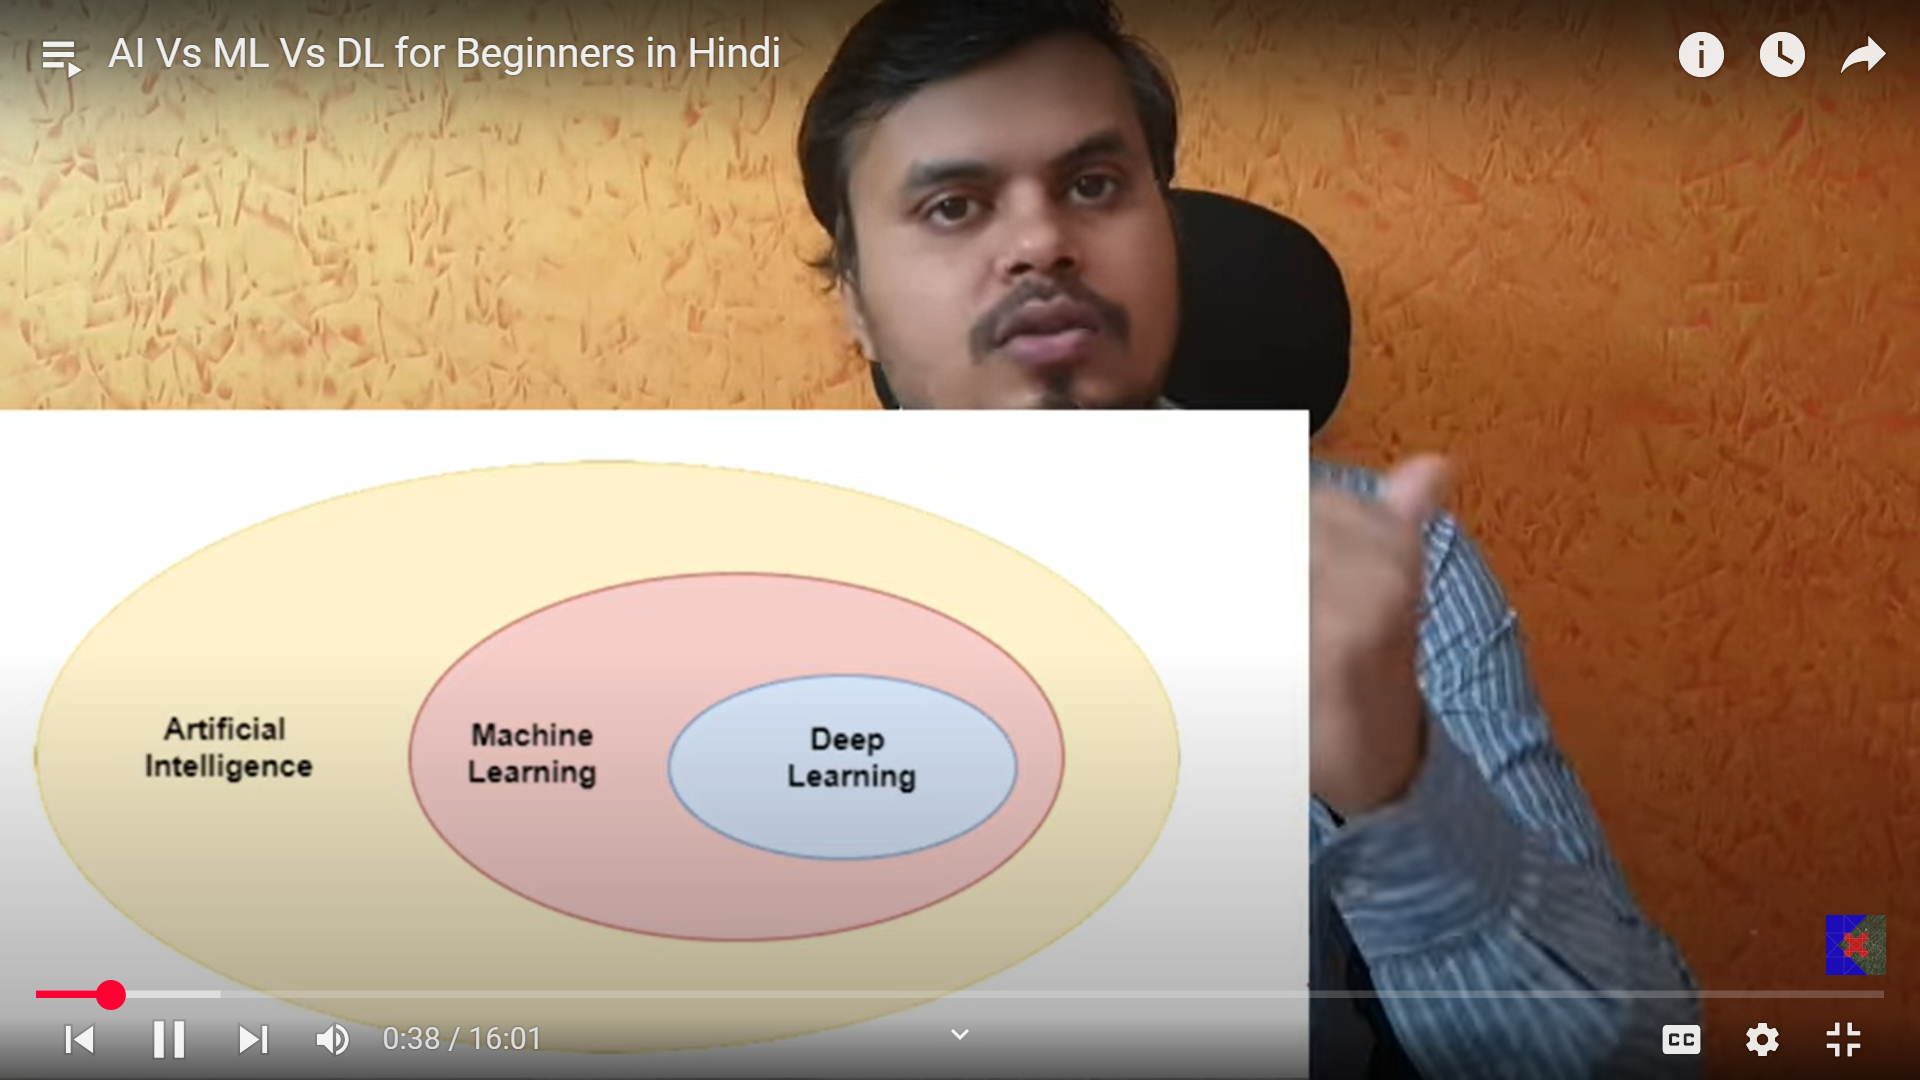 AI Vs ML Vs DL for Beginners in Hindi
Artificial
Intelligence
Machine
Learning
Deep
Learning
0:38 / 16:01
CC